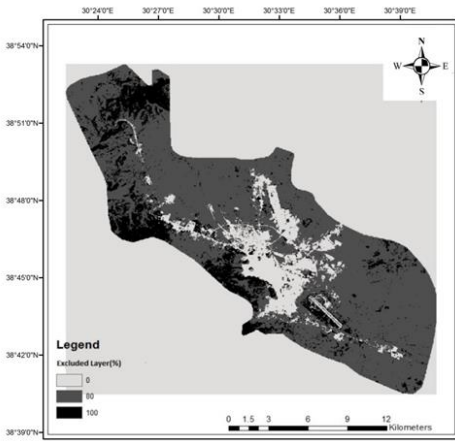 30°24'0"E 30°27'0"E 30°30'0"E 30°33'0"E 30°36'0"E 30°39'0"E
38°54'0"N
38°51'0"N
38°48'0"N
38°45'0"N
38°42'0"N
38°39'0"N
N
W E
S
Legend
Excluded Layer(%)
0
80
100
0 1.5 3 6 9 12
Kilometers